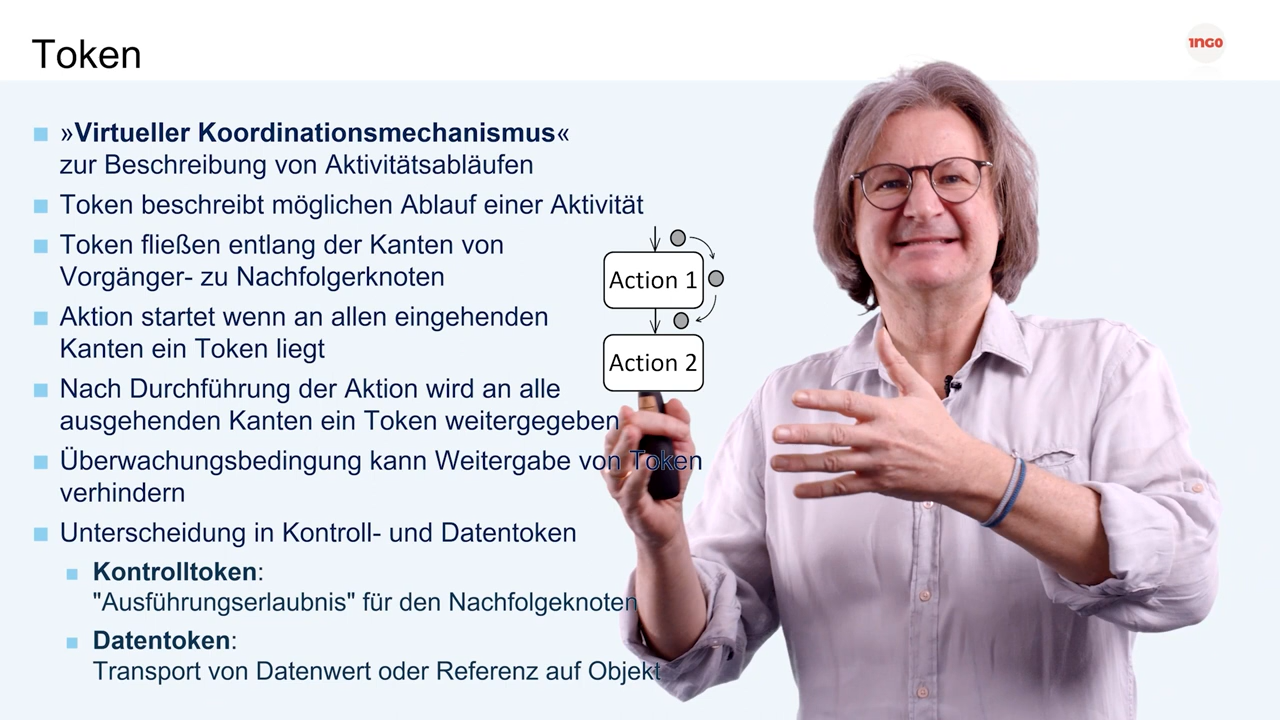 Token
1NG0
»Virtueller Koordinationsmechanismus«
zur Beschreibung von Aktivitätsabläufen
Token beschreibt möglichen Ablauf einer Aktivität
Token fließen entlang der Kanten von
Vorgänger- zu Nachfolgerknoten
Aktion startet wenn an allen eingehenden
Kanten ein Token liegt
Nach Durchführung der Aktion wird an alle
ausgehenden Kanten ein Token weitergegeben
Überwachungsbedingung kann Weitergabe von Token
verhindern
Unterscheidung in Kontroll- und Datentoken
Kontrolltoken:
"Ausführungserlaubnis" für den Nachfolgeknoten
Datentoken:
Transport von Datenwert oder Referenz auf Objekt
Action 1
Action 2